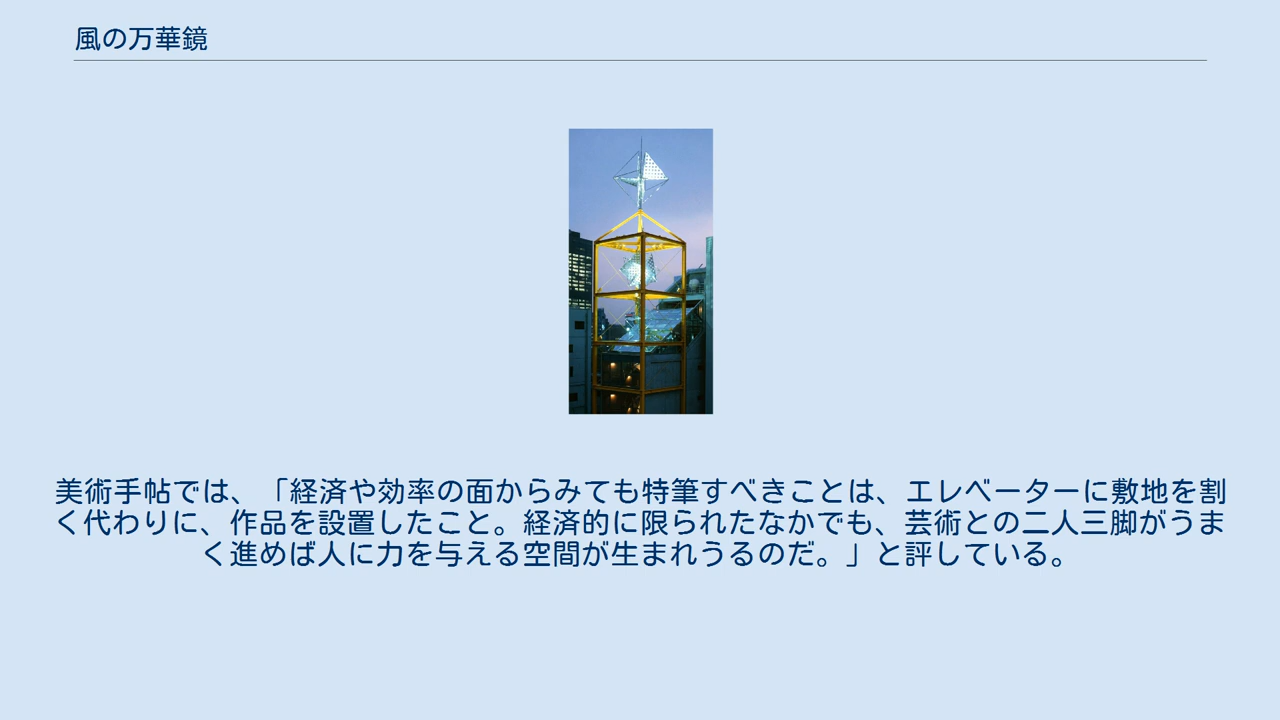 風の万華鏡
美術手帖では、「経済や効率の面からみても特筆すべきことは、エレベーターに敷地を割
く代わりに、作品を設置したこと。経済的に限られたなかでも、芸術との二人三脚がうま
く進めば人に力を与える空間が生まれうるのだ。」と評している。